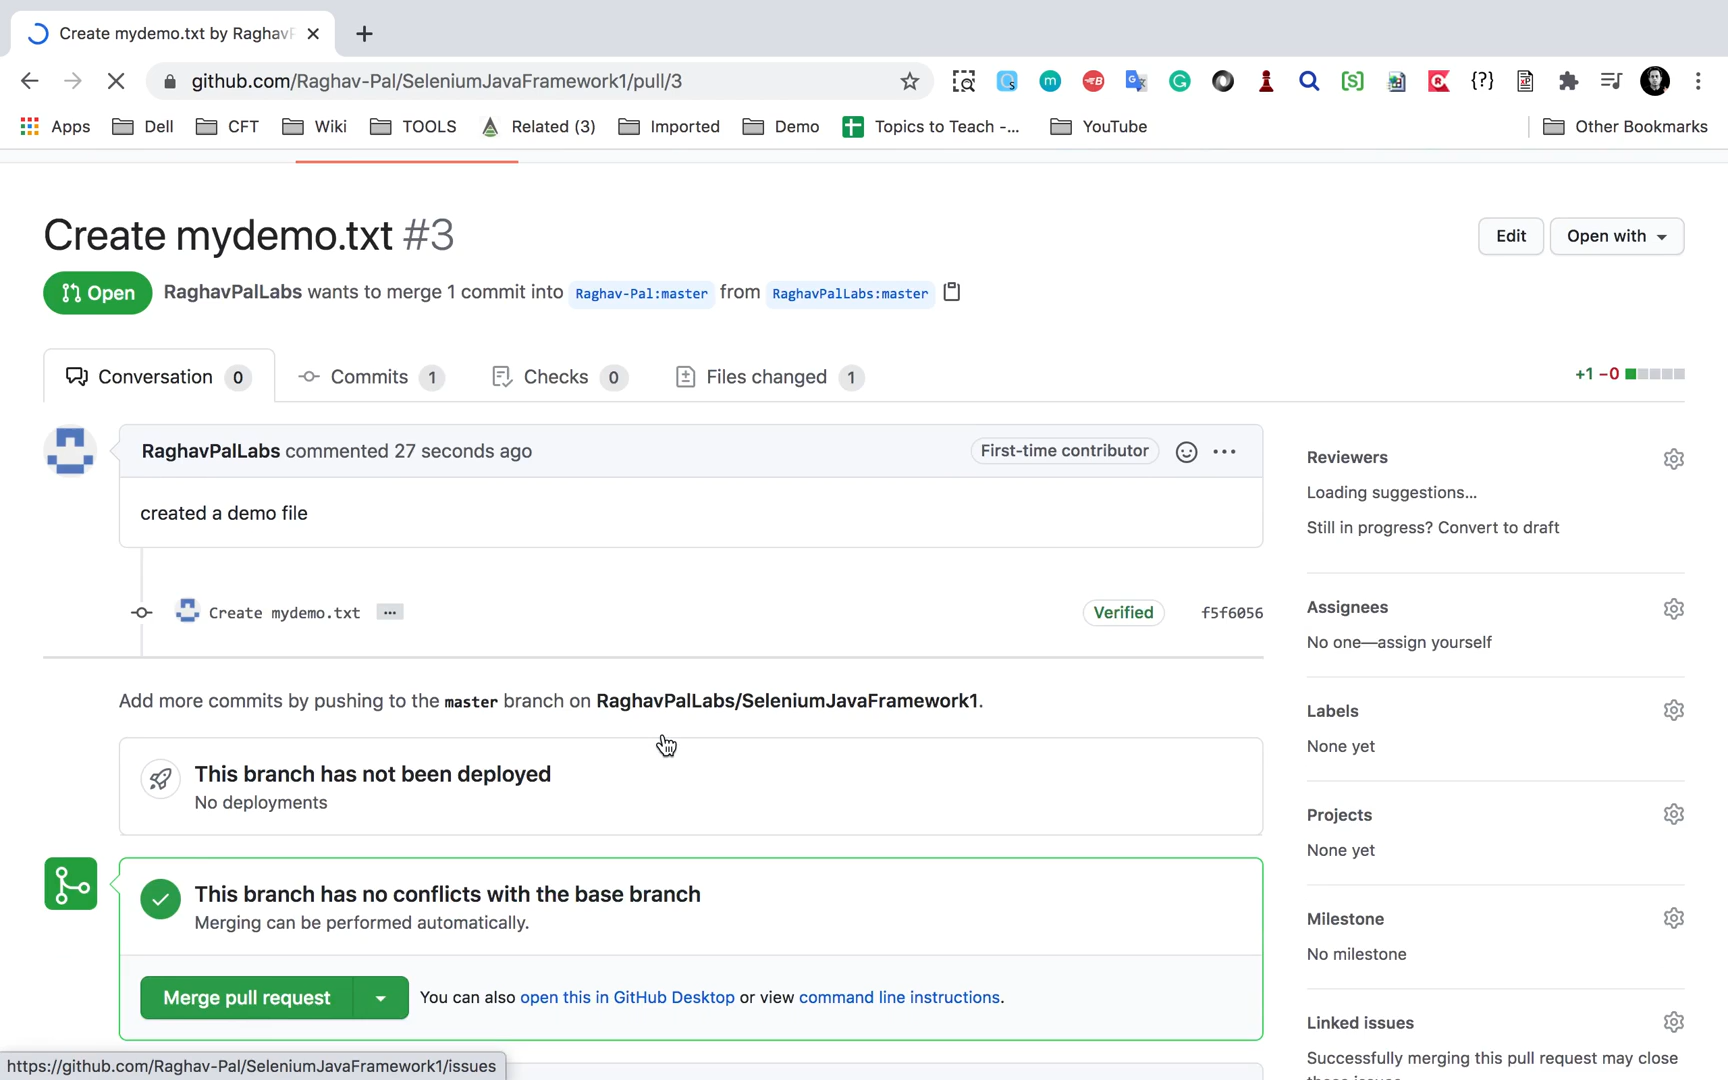 Create mydemo.txt by RaghavP
github.com/Raghav-Pal/SeleniumJavaFramework1/pull/3
Apps Dell CFT Wiki TOOLS Related (3) Imported Demo Topics to Teach -... YouTube Other Bookmarks
Create mydemo.txt #3
Edit Open with
Open RaghavPalLabs wants to merge 1 commit into Raghav-Pal:master from RaghavPalLabs:master
Conversation 0 Commits 1 Checks 0 Files changed 1 +1 −0
RaghavPalLabs commented 27 seconds ago First-time contributor
created a demo file
Create mydemo.txt ... Verified f5f6056
Add more commits by pushing to the master branch on RaghavPalLabs/SeleniumJavaFramework1.
This branch has not been deployed
No deployments
This branch has no conflicts with the base branch
Merging can be performed automatically.
Merge pull request You can also open this in GitHub Desktop or view command line instructions.
Reviewers
Loading suggestions...
Still in progress? Convert to draft
Assignees
No one—assign yourself
Labels
None yet
Projects
None yet
Milestone
No milestone
Linked issues
Successfully merging this pull request may close
https://github.com/Raghav-Pal/SeleniumJavaFramework1/issues